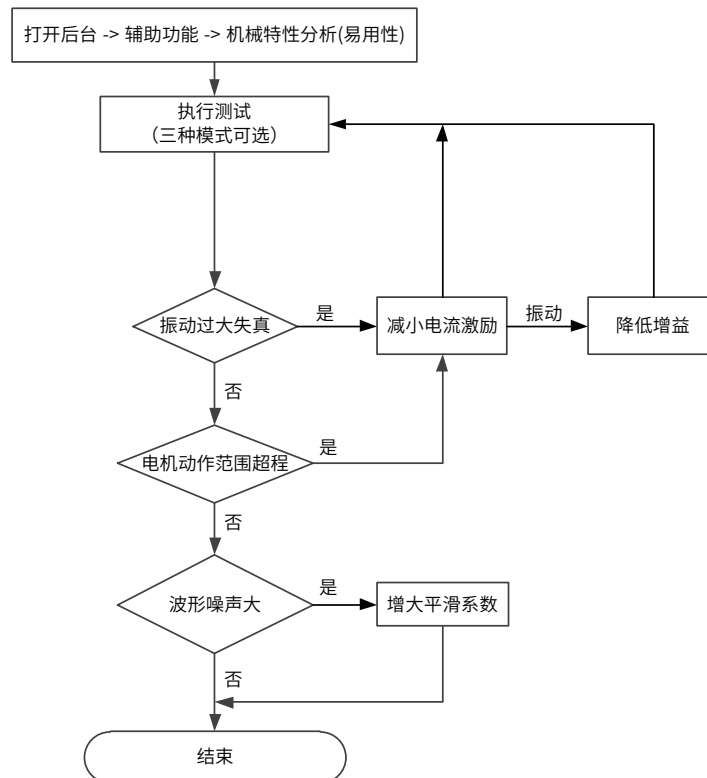 打开后台 -> 辅助功能 -> 机械特性分析(易用性)
执行测试
（三种模式可选）
振动过大失真
是
减小电流激励
振动
降低增益
否
电机动作范围超程
是
否
波形噪声大
是
增大平滑系数
否
结束